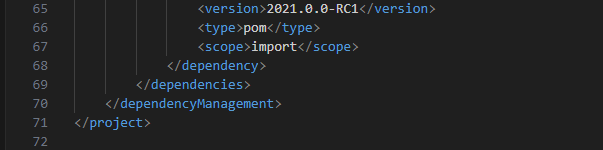 65 <version>2021.0.0-RC1</version>
66 <type>pom</type>
67 <scope>import</scope>
68 </dependency>
69 </dependencies>
70 </dependencyManagement>
71 </project>
72